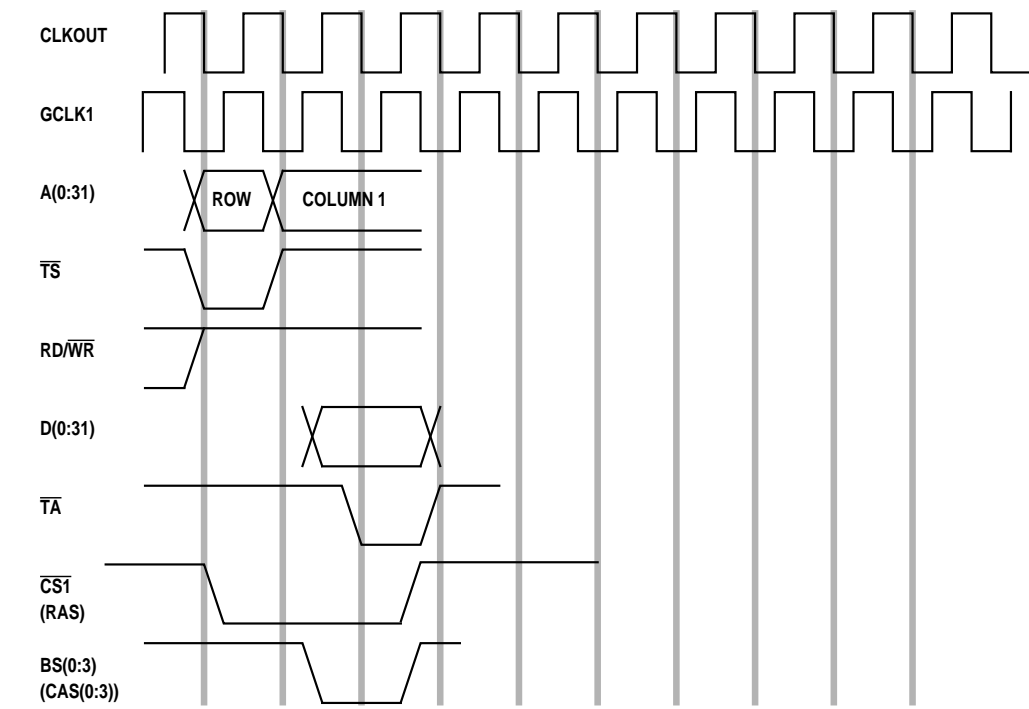 CLKOUT
GCLK1
A(0:31)
ROW
COLUMN 1
TS
RD/WR
D(0:31)
TA
CS1
(RAS)
BS(0:3)
(CAS(0:3))